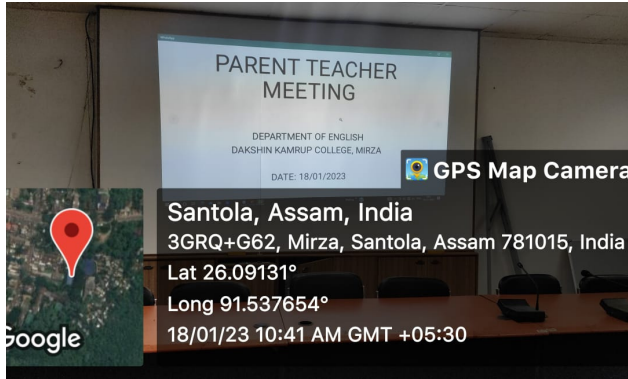 PARENT TEACHER
MEETING
DEPARTMENT OF ENGLISH
DAKSHIN KAMRUP COLLEGE, MIRZA
DATE: 18/01/2023
GPS Map Camera
Santola, Assam, India
3GRQ+G62, Mirza, Santola, Assam 781015, India
Lat 26.09131°
Long 91.537654°
18/01/23 10:41 AM GMT +05:30
Google